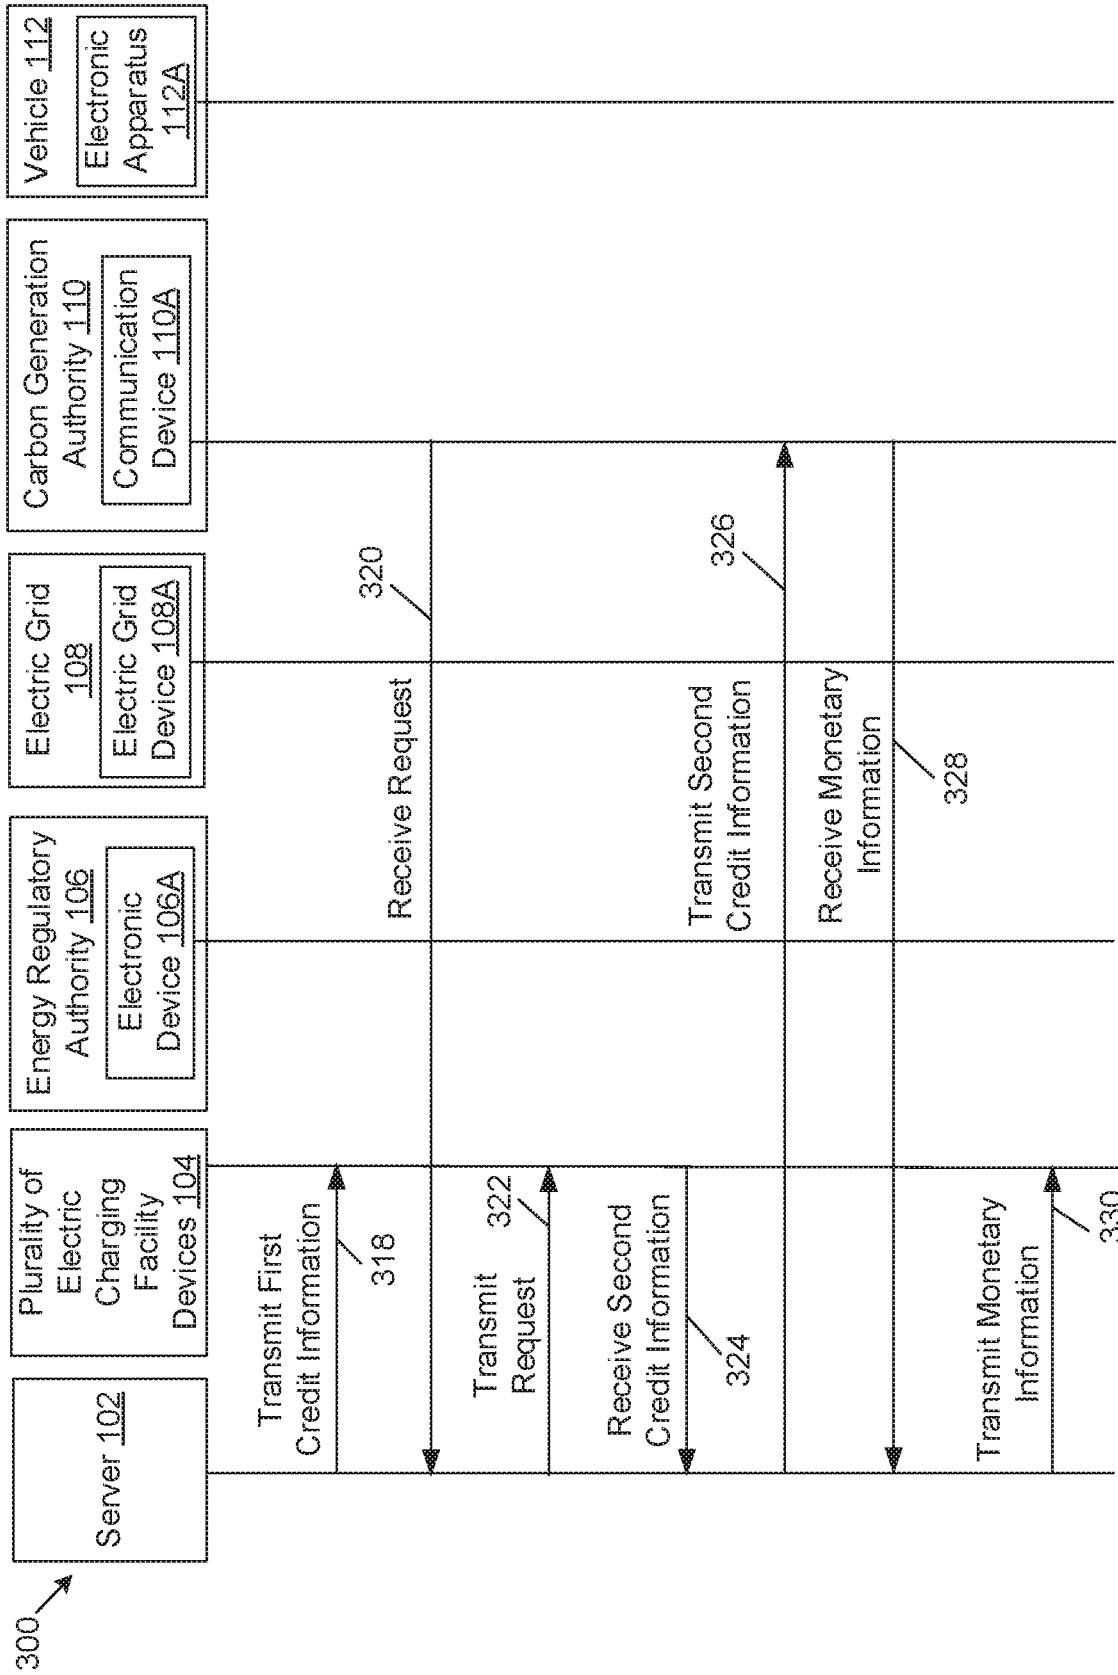 300
Server 102
Plurality of
Electric
Charging
Facility
Devices 104
Energy Regulatory
Authority 106
Electronic
Device 106A
Electric Grid
108
Electric Grid
Device 108A
Carbon Generation
Authority 110
Communication
Device 110A
Vehicle 112
Electronic
Apparatus
112A
Transmit First
Credit Information
318
Receive Request
320
Transmit
Request
322
Receive Second
Credit Information
324
Transmit Second
Credit Information
326
Receive Monetary
Information
328
Transmit Monetary
Information
330